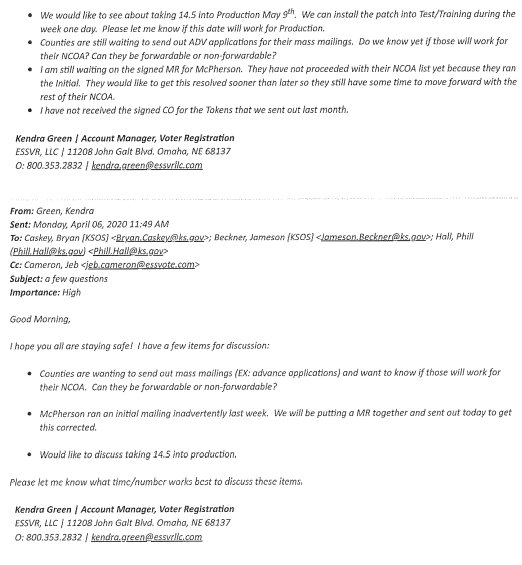 • We would like to see about taking 14.5 into Production May 9th. We can install the patch into Test/Training during the
week one day. Please let me know if this date will work for Production.
• Counties are still waiting to send out ADV applications for their mass mailings. Do we know yet if those will work for
their NCOA? Can they be forwardable or non-forwardable?
• I am still waiting on the signed MR for McPherson. They have not proceeded with their NCOA list yet because they ran
the Initial. They would like to get this resolved sooner than later so they still have some time to move forward with the
rest of their NCOA.
• I have not received the signed CO for the Tokens that we sent out last month.
Kendra Green | Account Manager, Voter Registration
ESSVR, LLC | 11208 John Galt Blvd. Omaha, NE 68137
O: 800.353.2832 | kendra.green@essvrllc.com
From: Green, Kendra
Sent: Monday, April 06, 2020 11:49 AM
To: Caskey, Bryan [KSOS] <Bryan.Caskey@ks.gov>; Beckner, Jameson [KSOS] <Jameson.Beckner@ks.gov>; Hall, Phill
(Phill.Hall@ks.gov) <Phill.Hall@ks.gov>
Cc: Cameron, Jeb <jeb.cameron@essvote.com>
Subject: a few questions
Importance: High
Good Morning,
I hope you all are staying safe! I have a few items for discussion:
• Counties are wanting to send out mass mailings (EX: advance applications) and want to know if those will work for
their NCOA. Can they be forwardable or non-forwardable?
• McPherson ran an initial mailing inadvertently last week. We will be putting a MR together and sent out today to get
this corrected.
• Would like to discuss taking 14.5 into production.
Please let me know what time/number works best to discuss these items.
Kendra Green | Account Manager, Voter Registration
ESSVR, LLC | 11208 John Galt Blvd. Omaha, NE 68137
O: 800.353.2832 | kendra.green@essvrllc.com